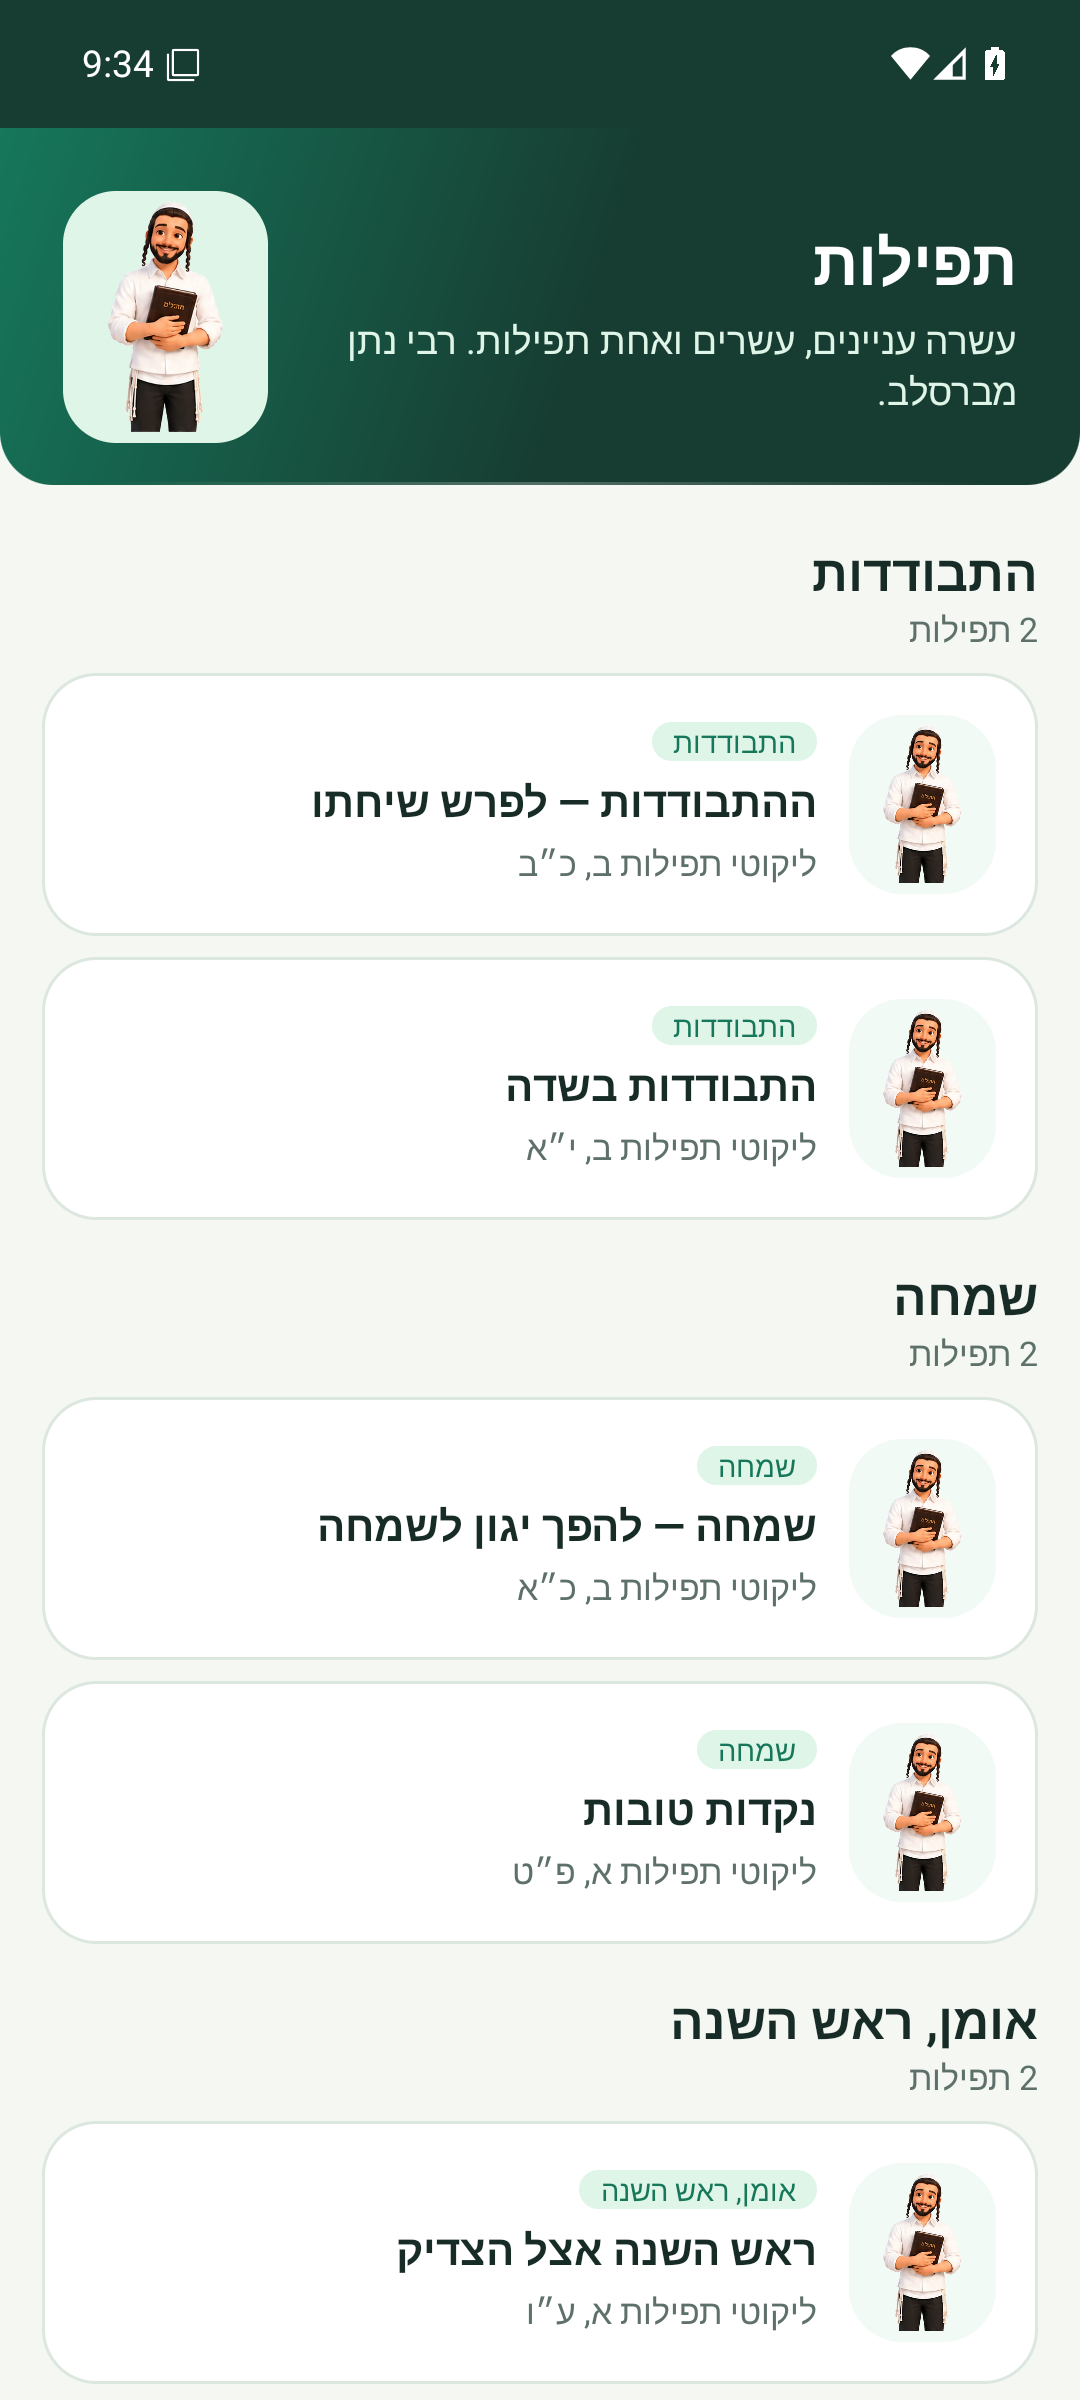 9:34
תפילות
עשרה עניינים, עשרים ואחת תפילות. רבי נתן
מברסלב.
התבודדות
2 תפילות
התבודדות
ההתבודדות – לפרש שיחתו
ליקוטי תפילות ב, כ״ב
התבודדות
התבודדות בשדה
ליקוטי תפילות ב, י״א
שמחה
2 תפילות
שמחה
שמחה – להפך יגון לשמחה
ליקוטי תפילות ב, כ״א
שמחה
נקדות טובות
ליקוטי תפילות א, פ״ט
אומן, ראש השנה
2 תפילות
אומן, ראש השנה
ראש השנה אצל הצדיק
ליקוטי תפילות א, ע״ו